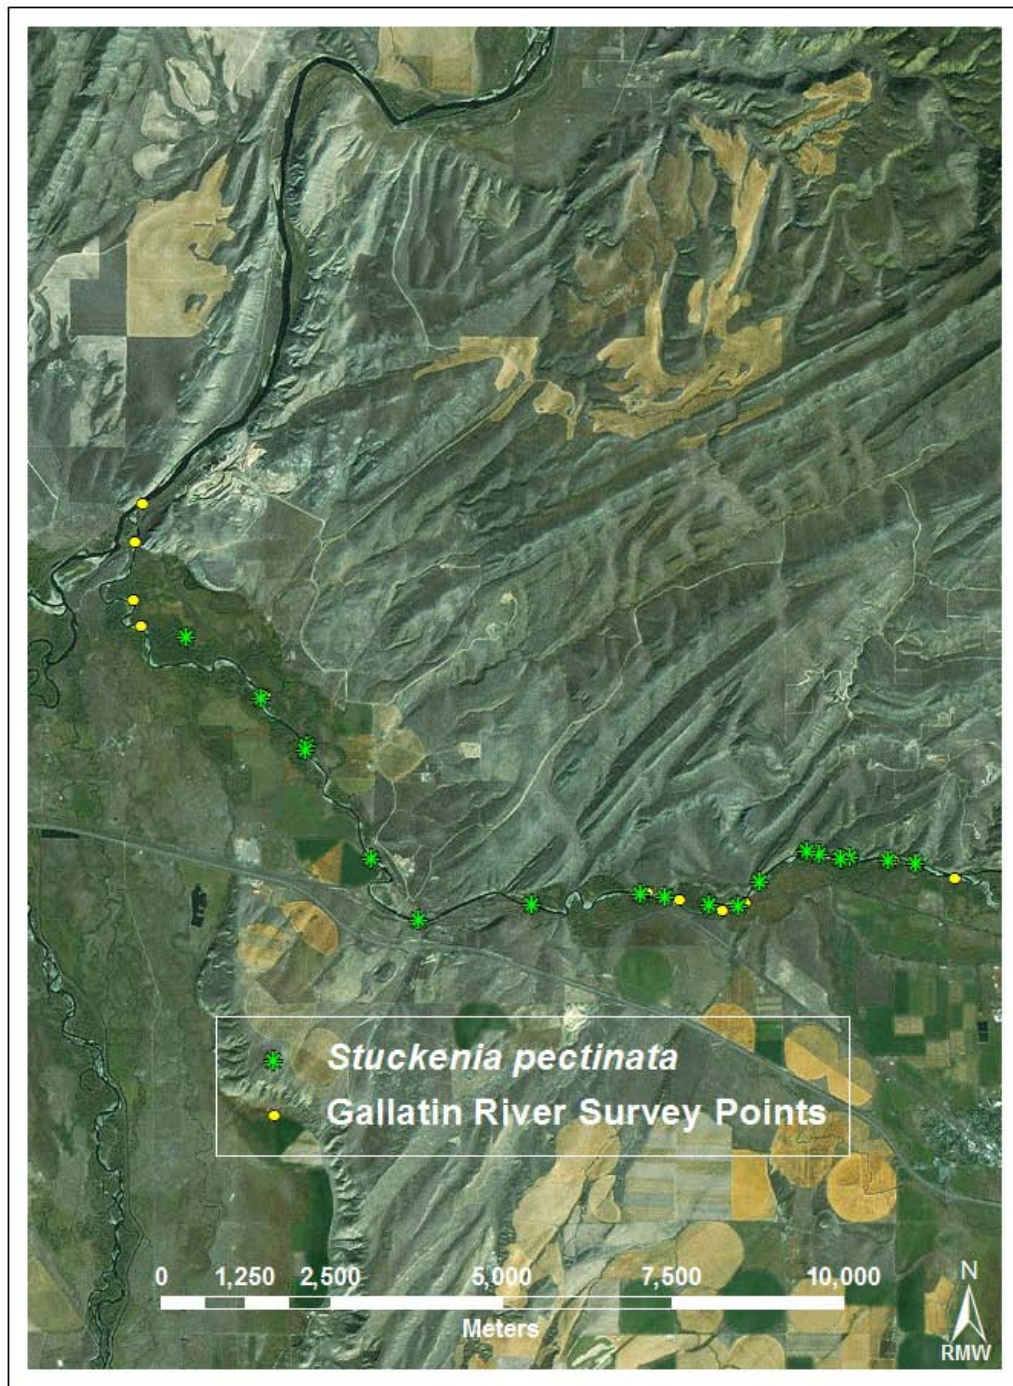 Stuckenia pectinata
Gallatin River Survey Points
0 1,250 2,500 5,000 7,500 10,000
Meters
N
RMW